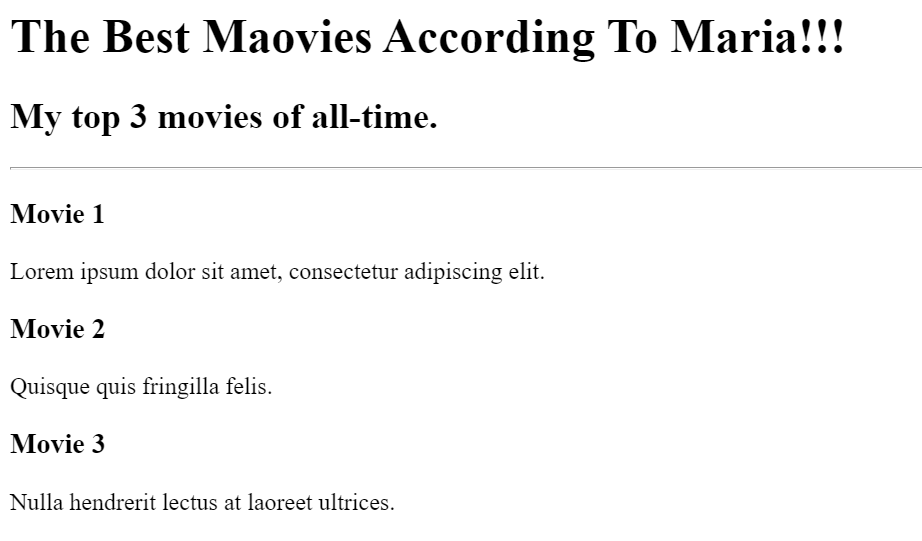 The Best Maovies According To Maria!!!
My top 3 movies of all-time.
Movie 1
Lorem ipsum dolor sit amet, consectetur adipiscing elit.
Movie 2
Quisque quis fringilla felis.
Movie 3
Nulla hendrerit lectus at laoreet ultrices.